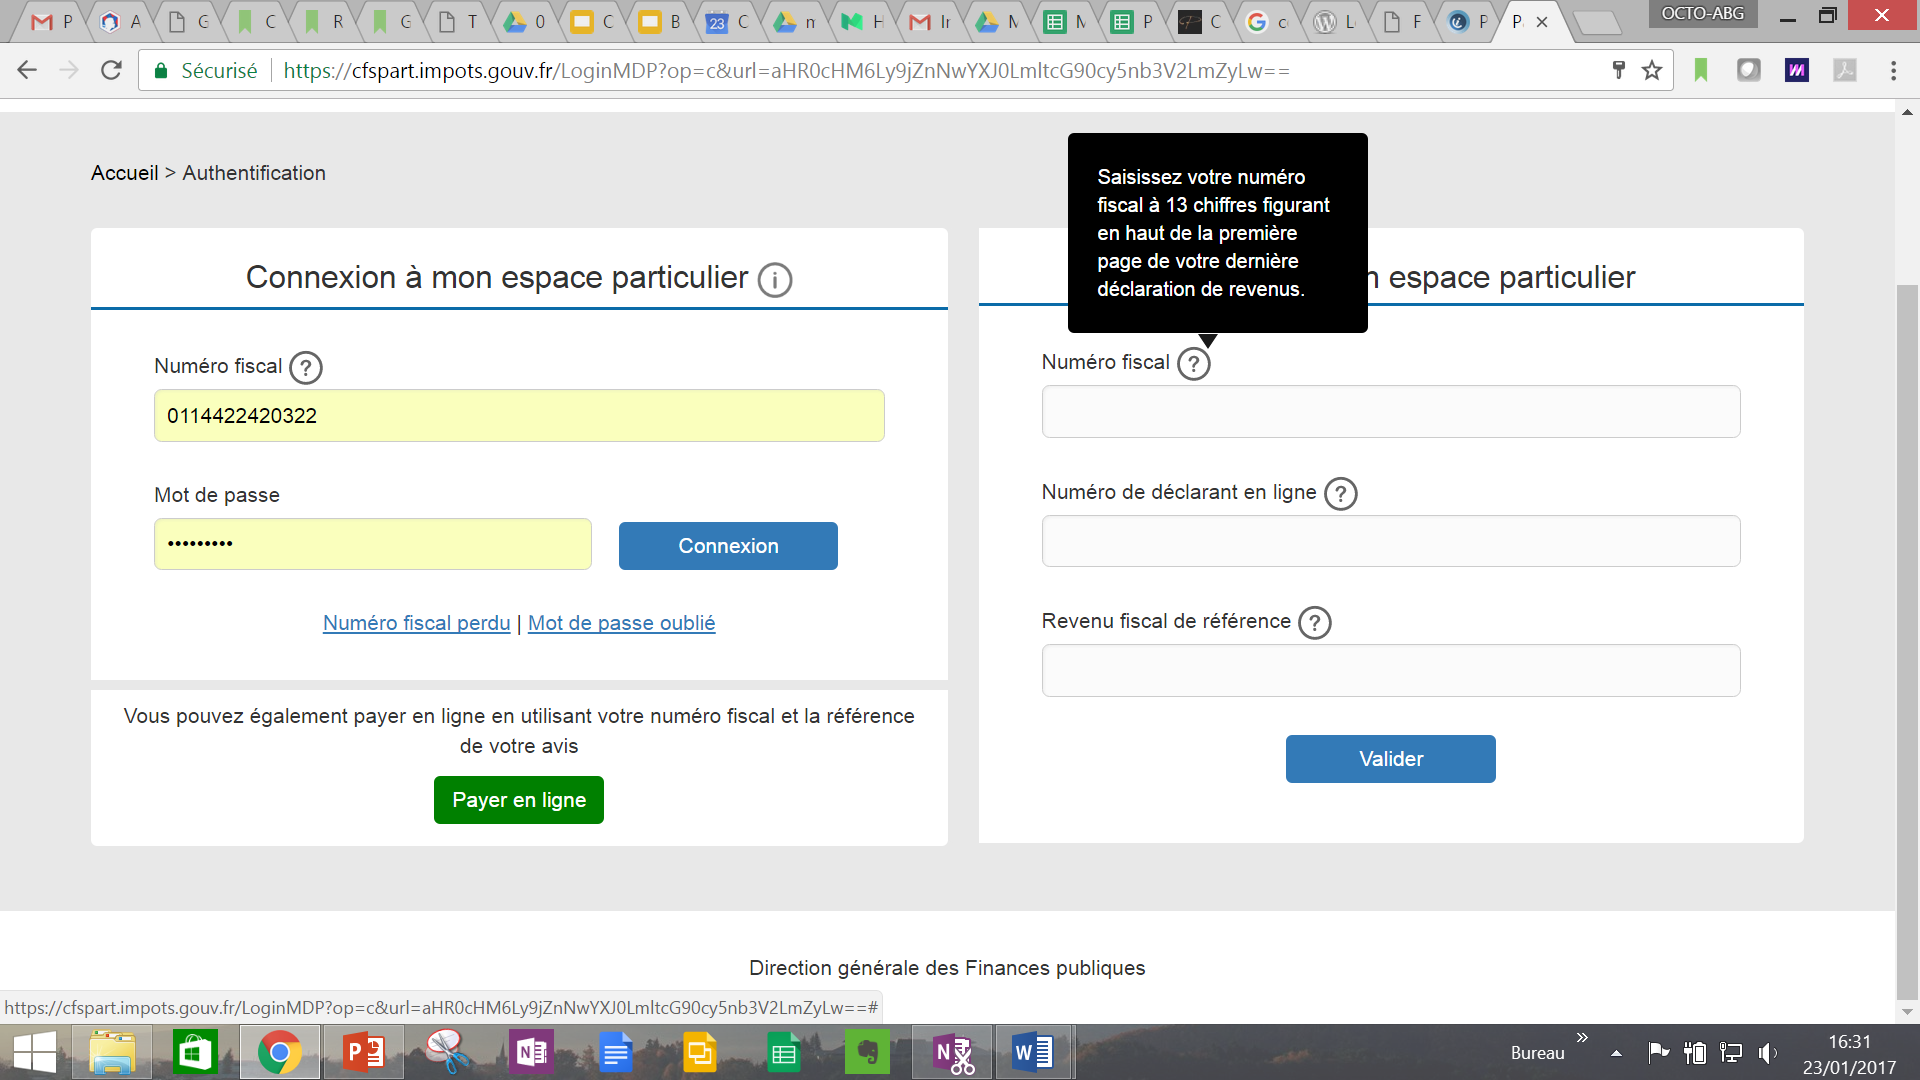 P A G C R G T 0 C B 23 C m H In M M P C G c L F P P
OCTO-ABG
Sécurisé https://cfspart.impots.gouv.fr/LoginMDP?op=c&url=aHR0cHM6Ly9jZnNwYXJ0LmltcG90cy5nb3V2LmZyLw==
Accueil > Authentification
Saisissez votre numéro
fiscal à 13 chiffres figurant
en haut de la première
page de votre dernière
déclaration de revenus.
Connexion à mon espace particulier i
Numéro fiscal ?
0114422420322
Mot de passe
•••••••••
Connexion
Numéro fiscal perdu | Mot de passe oublié
Vous pouvez également payer en ligne en utilisant votre numéro fiscal et la référence
de votre avis
Payer en ligne
n espace particulier
Numéro fiscal ?
Numéro de déclarant en ligne ?
Revenu fiscal de référence ?
Valider
Direction générale des Finances publiques
https://cfspart.impots.gouv.fr/LoginMDP?op=c&url=aHR0cHM6Ly9jZnNwYXJ0LmltcG90cy5nb3V2LmZyLw==#
Bureau
16:31
23/01/2017